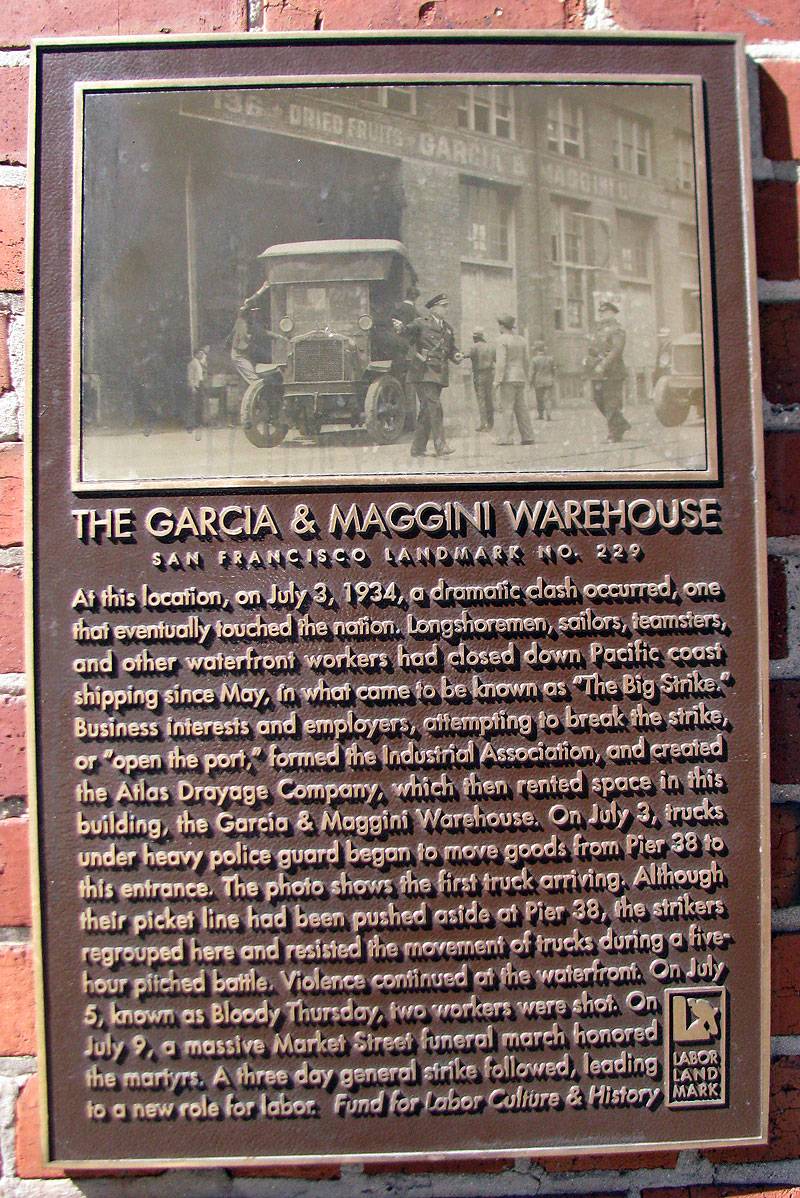 136 • DRIED FRUITS • GARCIA & MAGGINI CO.
THE GARCIA & MAGGINI WAREHOUSE
SAN FRANCISCO LANDMARK NO. 229
At this location, on July 3, 1934, a dramatic clash occurred, one
that eventually touched the nation. Longshoremen, sailors, teamsters,
and other waterfront workers had closed down Pacific coast
shipping since May, in what came to be known as "The Big Strike."
Business interests and employers, attempting to break the strike,
or "open the port," formed the Industrial Association, and created
the Atlas Drayage Company, which then rented space in this
building, the Garcia & Maggini Warehouse. On July 3, trucks
under heavy police guard began to move goods from Pier 38 to
this entrance. The photo shows the first truck arriving. Although
their picket line had been pushed aside at Pier 38, the strikers
regrouped here and resisted the movement of trucks during a five-
hour pitched battle. Violence continued at the waterfront. On July
5, known as Bloody Thursday, two workers were shot. On
July 9, a massive Market Street funeral march honored
the martyrs. A three day general strike followed, leading
to a new role for labor. Fund for Labor Culture & History
LABOR
LAND
MARK